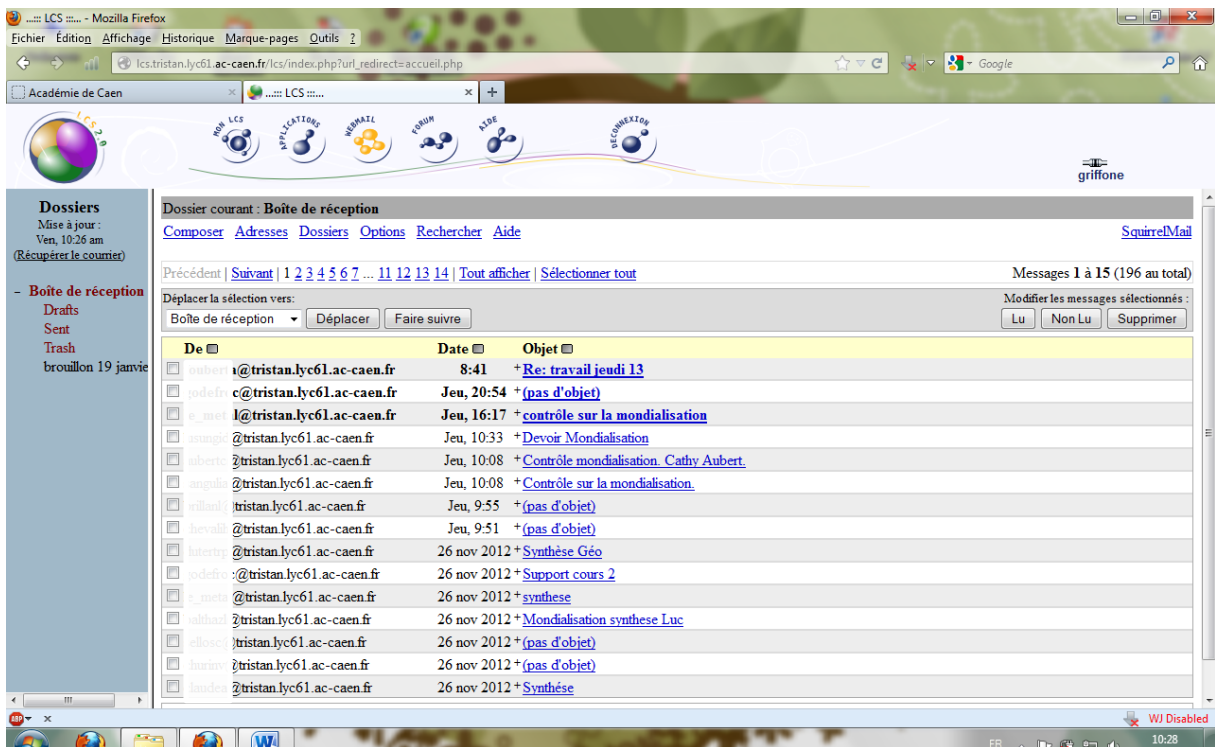 ...::: LCS :::... - Mozilla Firefox
Fichier Édition Affichage Historique Marque-pages Outils ?
lcs.tristan.lyc61.ac-caen.fr/lcs/index.php?url_redirect=accueil.php
Google
Académie de Caen
...::: LCS :::...
LCS 2.0
MON LCS
APPLICATIONS
WEBMAIL
FORUM
AIDE
DECONNEXION
griffone
Dossiers
Mise à jour :
Ven, 10:26 am
(Récupérer le courrier)
– Boîte de réception
Drafts
Sent
Trash
brouillon 19 janvie
Dossier courant : Boîte de réception
Composer Adresses Dossiers Options Rechercher Aide
SquirrelMail
Précédent | Suivant | 1 2 3 4 5 6 7 ... 11 12 13 14 | Tout afficher | Sélectionner tout
Messages 1 à 15 (196 au total)
Déplacer la sélection vers:
Modifier les messages sélectionnés :
Boîte de réception Déplacer Faire suivre
Lu Non Lu Supprimer
De Date Objet
@tristan.lyc61.ac-caen.fr 8:41 + Re: travail jeudi 13
c@tristan.lyc61.ac-caen.fr Jeu, 20:54 + (pas d'objet)
@tristan.lyc61.ac-caen.fr Jeu, 16:17 + contrôle sur la mondialisation
@tristan.lyc61.ac-caen.fr Jeu, 10:33 + Devoir Mondialisation
@tristan.lyc61.ac-caen.fr Jeu, 10:08 + Contrôle mondialisation. Cathy Aubert.
@tristan.lyc61.ac-caen.fr Jeu, 10:08 + Contrôle sur la mondialisation.
tristan.lyc61.ac-caen.fr Jeu, 9:55 + (pas d'objet)
@tristan.lyc61.ac-caen.fr Jeu, 9:51 + (pas d'objet)
@tristan.lyc61.ac-caen.fr 26 nov 2012 + Synthèse Géo
@tristan.lyc61.ac-caen.fr 26 nov 2012 + Support cours 2
@tristan.lyc61.ac-caen.fr 26 nov 2012 + synthese
@tristan.lyc61.ac-caen.fr 26 nov 2012 + Mondialisation synthese Luc
tristan.lyc61.ac-caen.fr 26 nov 2012 + (pas d'objet)
@tristan.lyc61.ac-caen.fr 26 nov 2012 + (pas d'objet)
@tristan.lyc61.ac-caen.fr 26 nov 2012 + Synthése
ABP
WJ Disabled
FR
10:28